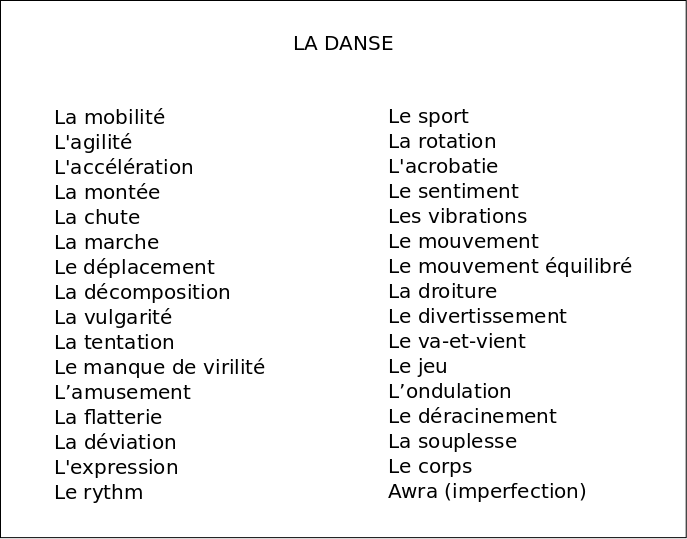 LA DANSE
La mobilité
L'agilité
L'accélération
La montée
La chute
La marche
Le déplacement
La décomposition
La vulgarité
La tentation
Le manque de virilité
L’amusement
La flatterie
La déviation
L'expression
Le rythm
Le sport
La rotation
L'acrobatie
Le sentiment
Les vibrations
Le mouvement
Le mouvement équilibré
La droiture
Le divertissement
Le va-et-vient
Le jeu
L’ondulation
Le déracinement
La souplesse
Le corps
Awra (imperfection)